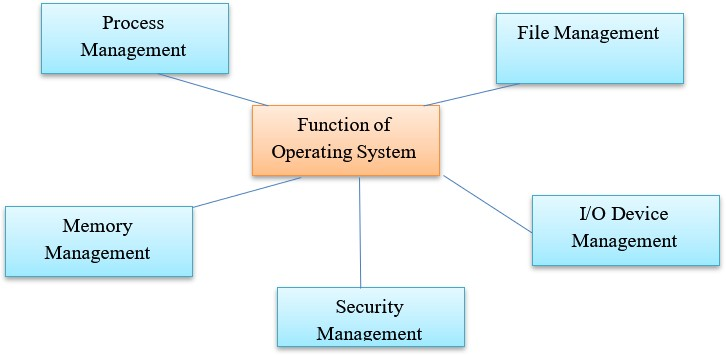 Process
Management
File Management
Function of
Operating System
Memory
Management
I/O Device
Management
Security
Management